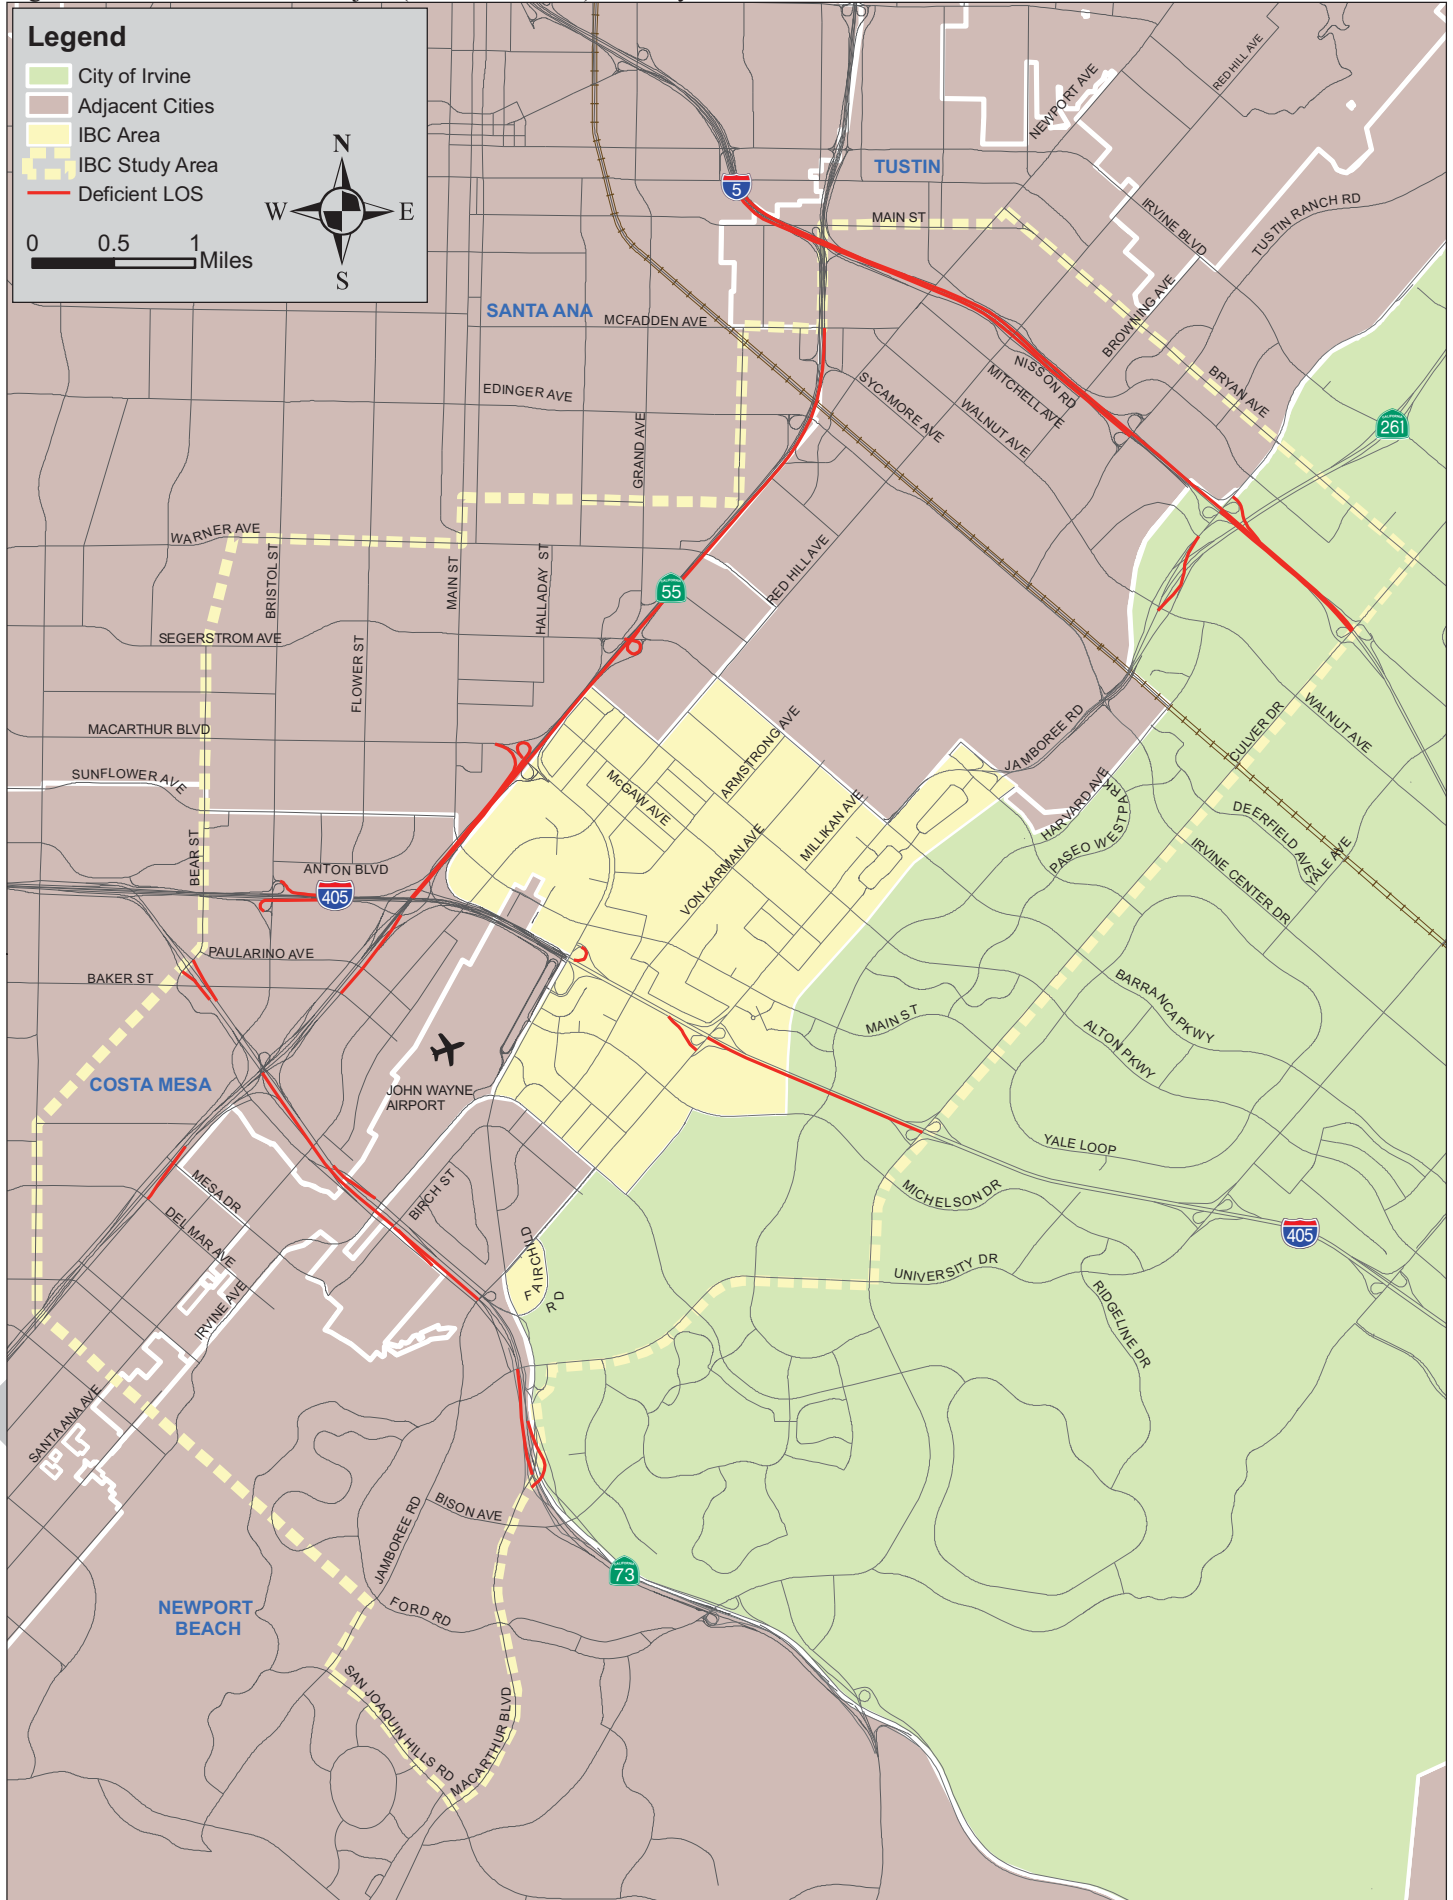 Legend
City of Irvine
Adjacent Cities
IBC Area
IBC Study Area
Deficient LOS
N
W
E
S
0 0.5 1
Miles
RED HILL AVE
NEWPORT AVE
TUSTIN
5
MAIN ST
IRVINE BLVD
TUSTIN RANCH RD
SANTA ANA
MCFADDEN AVE
BROWNING AVE
NISSON RD
MITCHELL AVE
BRYAN AVE
EDINGER AVE
SYCAMORE AVE
WALNUT AVE
CALIFORNIA
261
GRAND AVE
WARNER AVE
BRISTOL ST
MAIN ST
HALLADAY ST
RED HILL AVE
CALIFORNIA
55
SEGERSTROM AVE
FLOWER ST
MACARTHUR BLVD
ARMSTRONG AVE
JAMBOREE RD
CULVER DR
WALNUT AVE
SUNFLOWER AVE
McGAW AVE
HARVARD AVE
PASEO WESTPARK
DEERFIELD AVE
YALE AVE
BEAR ST
ANTON BLVD
VON KARMAN AVE
MILLIKAN AVE
IRVINE CENTER DR
405
PAULARINO AVE
BAKER ST
MAIN ST
BARRANCA PKWY
ALTON PKWY
COSTA MESA
JOHN WAYNE
AIRPORT
YALE LOOP
MESA DR
BIRCH ST
MICHELSON DR
DEL MAR AVE
405
FAIRCHILD RD
UNIVERSITY DR
IRVINE AVE
RIDGELINE DR
SANTA ANA AVE
JAMBOREE RD
BISON AVE
CALIFORNIA
73
NEWPORT
BEACH
FORD RD
SAN JOAQUIN HILLS RD
MACARTHUR BLVD